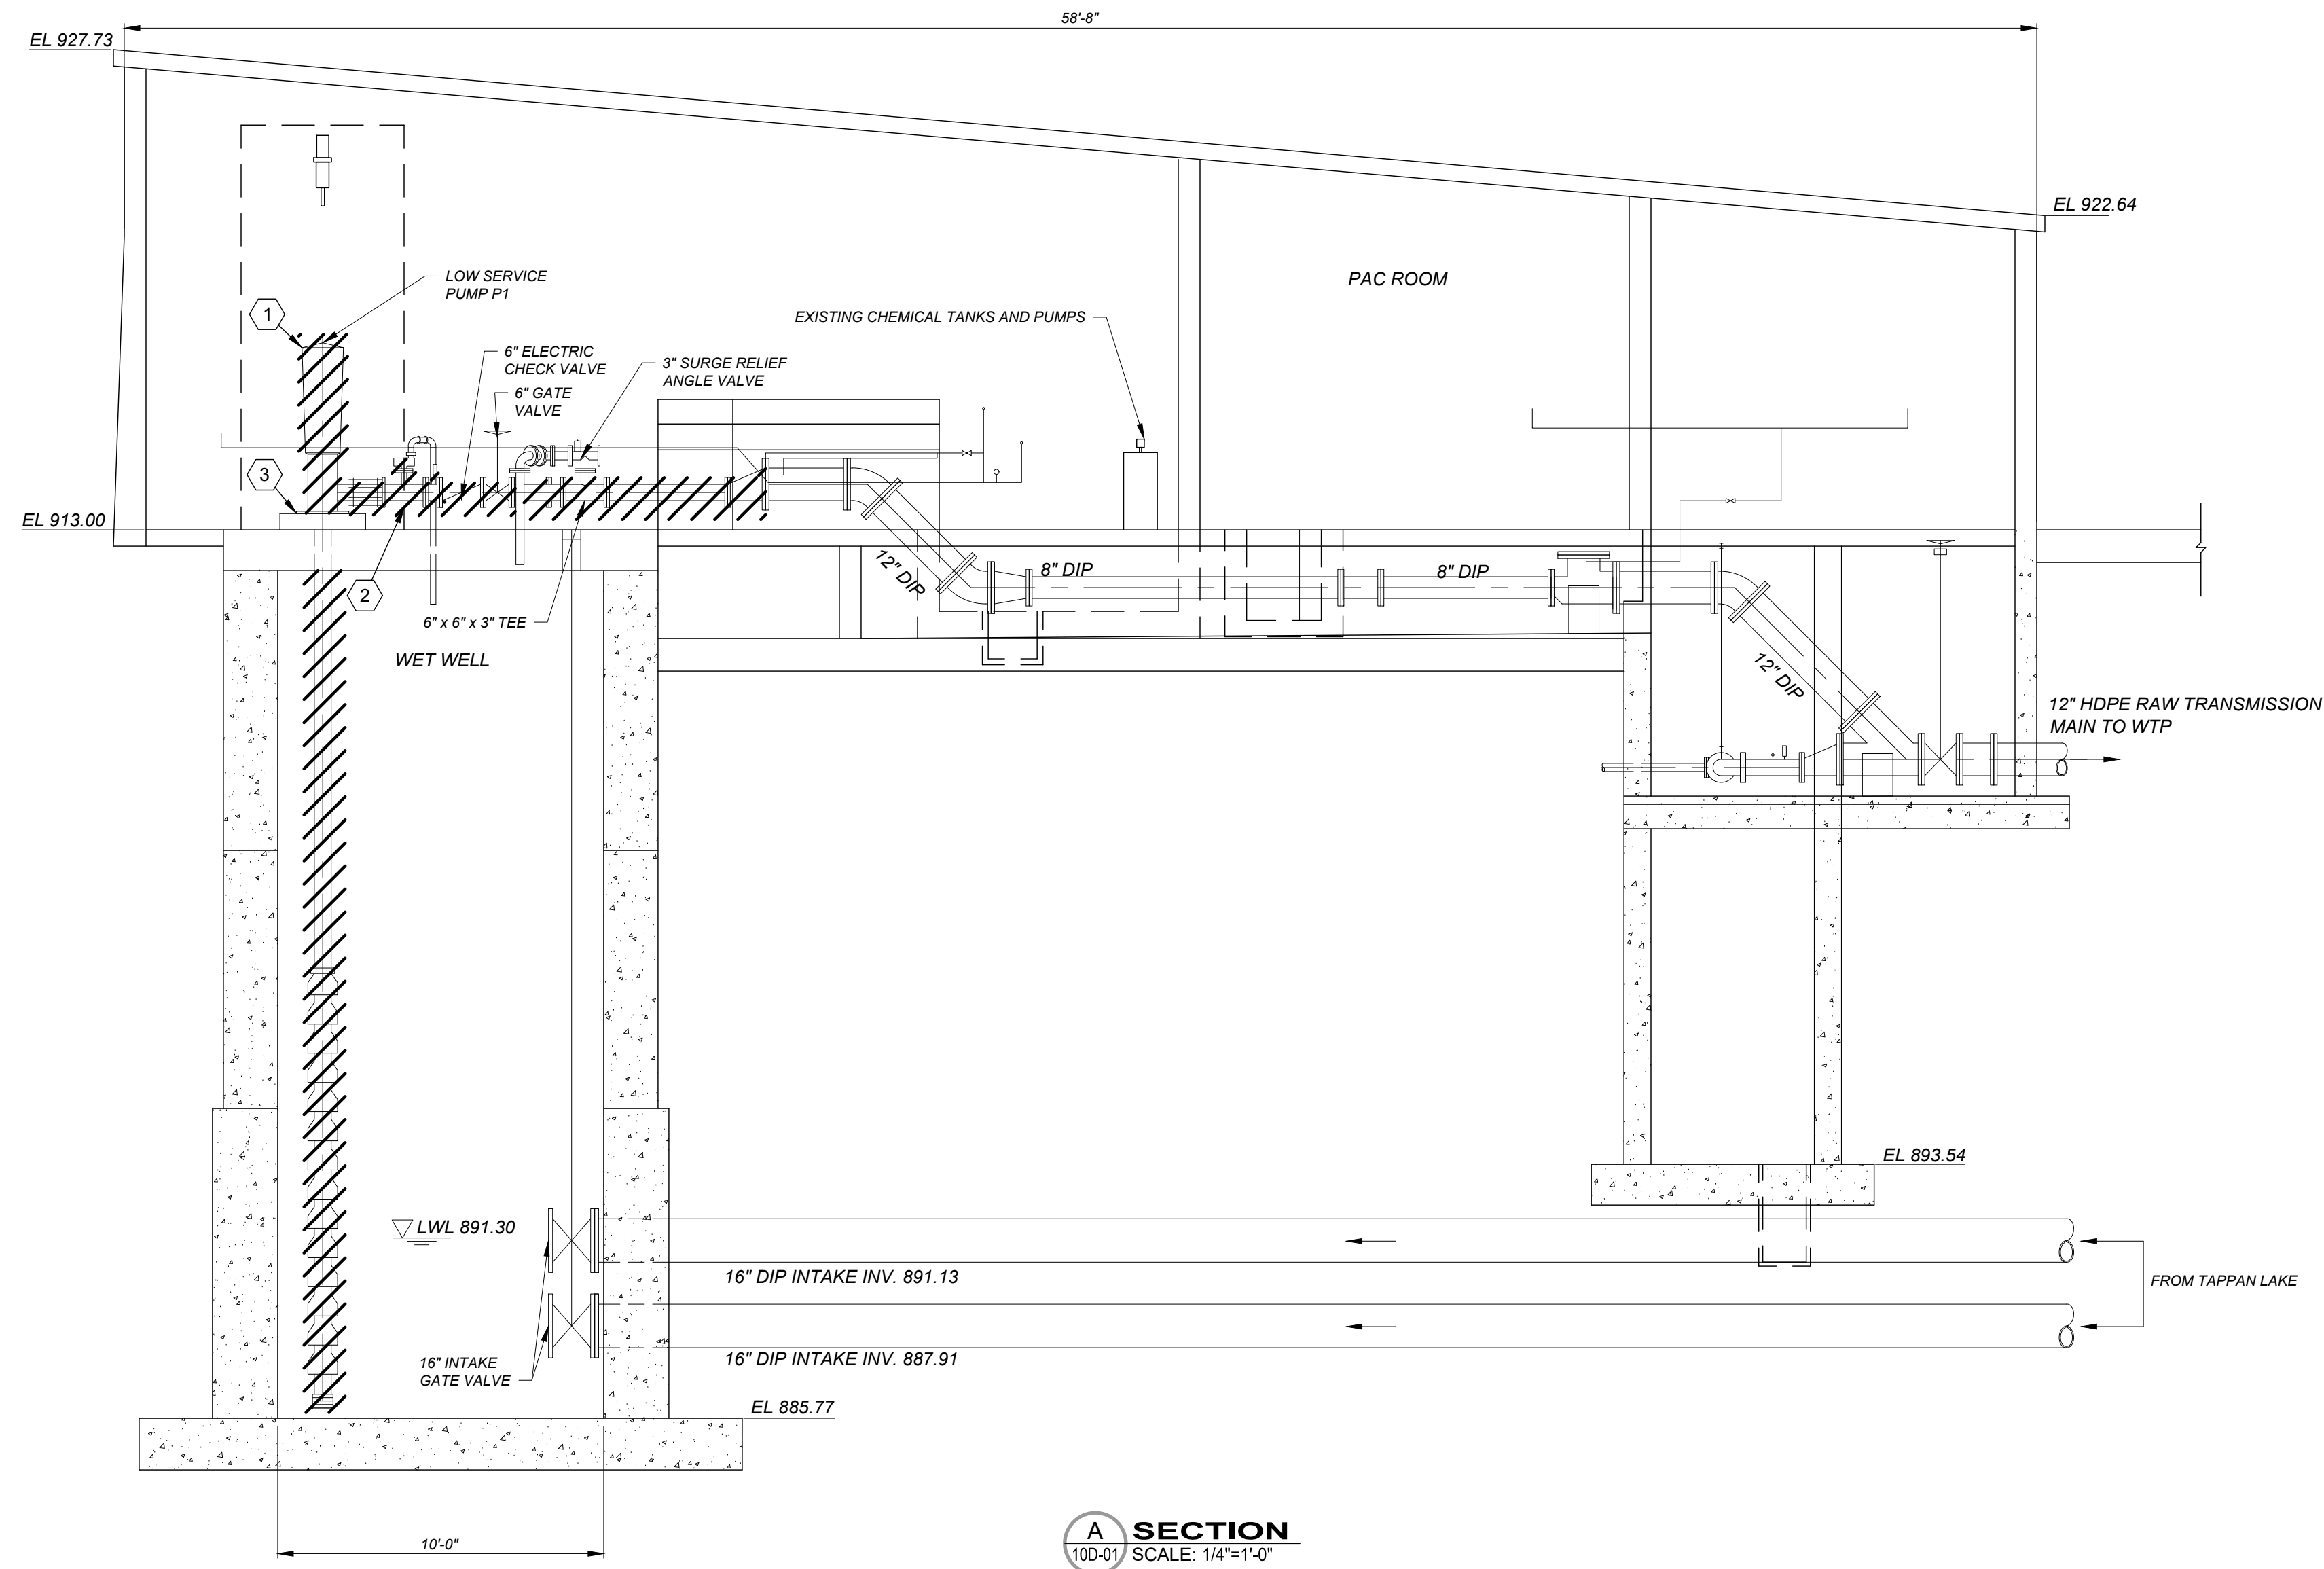 58'-8"
EL 927.73
EL 922.64
LOW SERVICE
PUMP P1
PAC ROOM
1
EXISTING CHEMICAL TANKS AND PUMPS
6" ELECTRIC
CHECK VALVE
3" SURGE RELIEF
ANGLE VALVE
6" GATE
VALVE
3
EL 913.00
12" DIP
8" DIP
8" DIP
2
6" x 6" x 3" TEE
WET WELL
12" DIP
12" HDPE RAW TRANSMISSION
MAIN TO WTP
EL 893.54
LWL 891.30
16" DIP INTAKE INV. 891.13
FROM TAPPAN LAKE
16" DIP INTAKE INV. 887.91
16" INTAKE
GATE VALVE
EL 885.77
10'-0"
A
10D-01
SECTION
SCALE: 1/4"=1'-0"